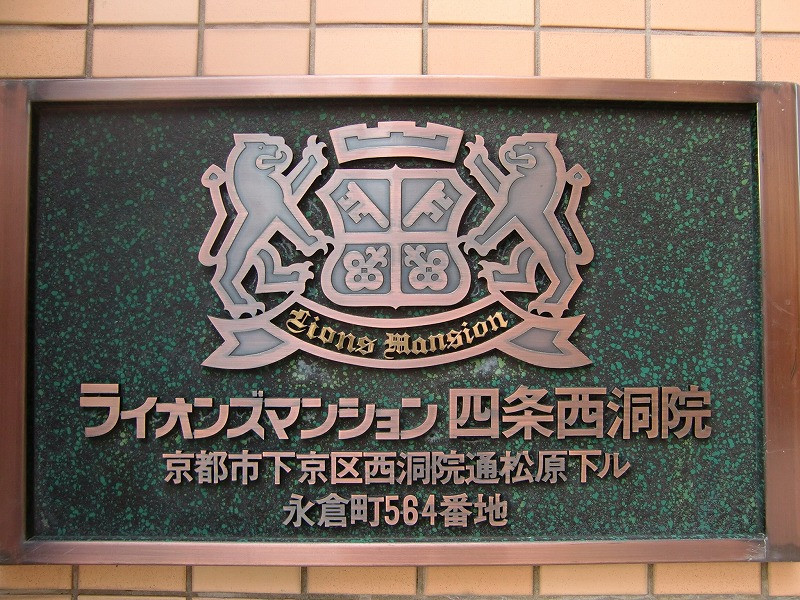 Lions Mansion
ライオンズマンション 四条西洞院
京都市下京区西洞院通松原下ル
永倉町564番地